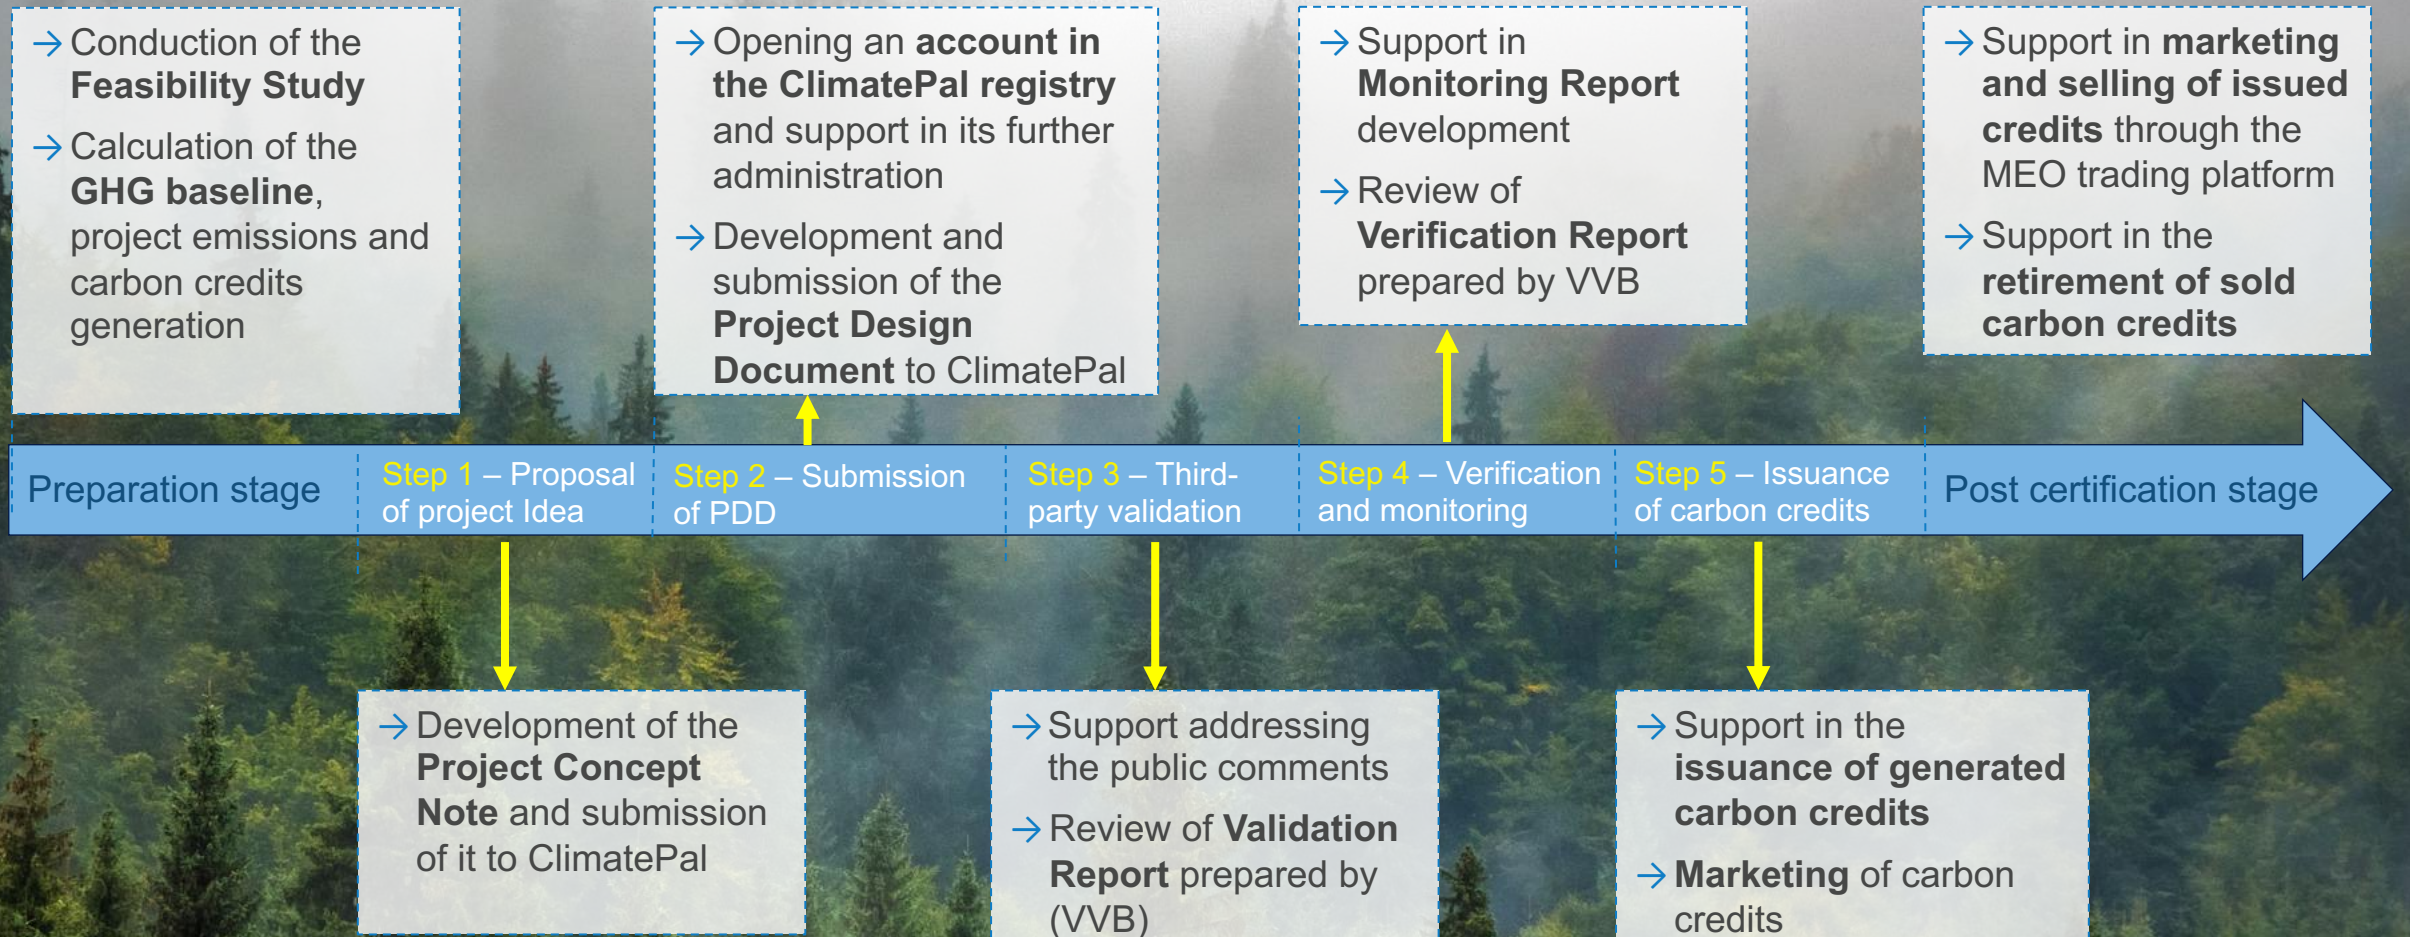 → Conduction of the
Feasibility Study
→ Calculation of the
GHG baseline,
project emissions and
carbon credits
generation
→ Opening an account in
the ClimatePal registry
and support in its further
administration
→ Development and
submission of the
Project Design
Document to ClimatePal
→ Support in
Monitoring Report
development
→ Review of
Verification Report
prepared by VVB
→ Support in marketing
and selling of issued
credits through the
MEO trading platform
→ Support in the
retirement of sold
carbon credits
Preparation stage
Step 1 – Proposal
of project Idea
Step 2 – Submission
of PDD
Step 3 – Third-
party validation
Step 4 – Verification
and monitoring
Step 5 – Issuance
of carbon credits
Post certification stage
→ Development of the
Project Concept
Note and submission
of it to ClimatePal
→ Support addressing
the public comments
→ Review of Validation
Report prepared by
(VVB)
→ Support in the
issuance of generated
carbon credits
→ Marketing of carbon
credits